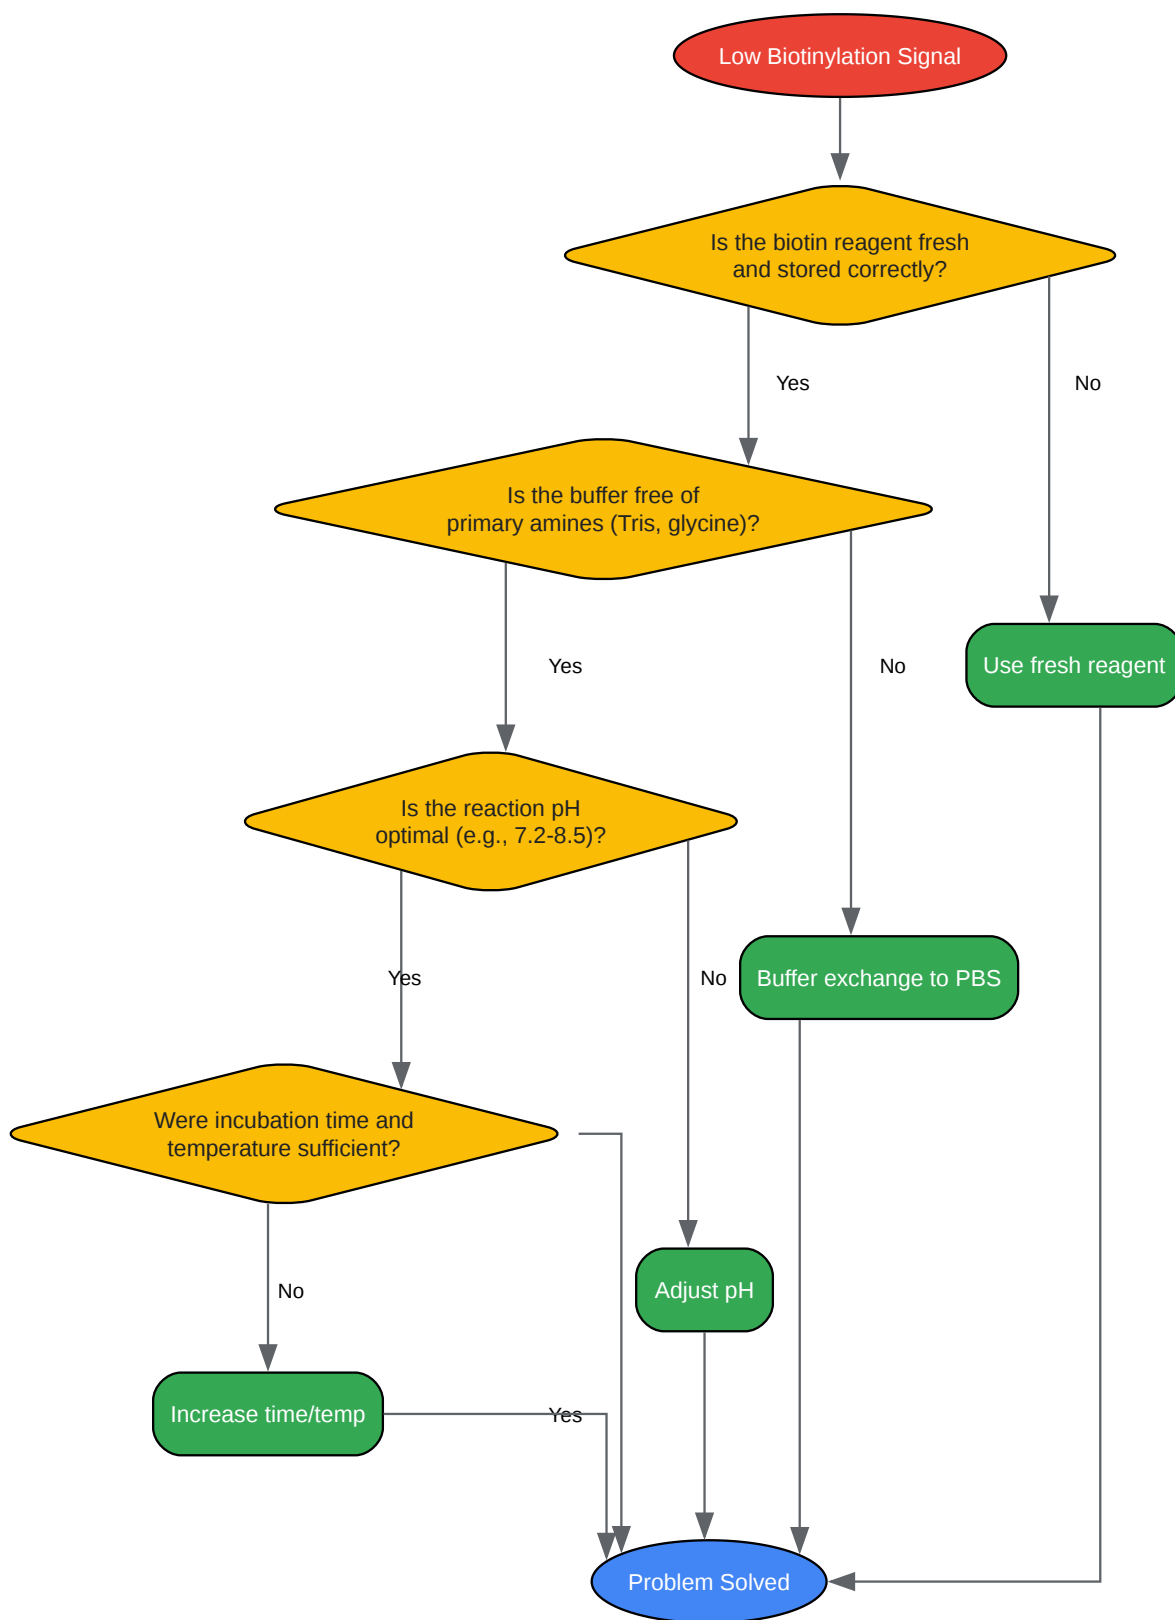 Low Biotinylation Signal
Is the biotin reagent fresh
and stored correctly?
Yes
No
Is the buffer free of
primary amines (Tris, glycine)?
Yes
No
Use fresh reagent
Is the reaction pH
optimal (e.g., 7.2-8.5)?
Yes
No
Buffer exchange to PBS
Were incubation time and
temperature sufficient?
No
Adjust pH
Increase time/temp
Yes
Problem Solved